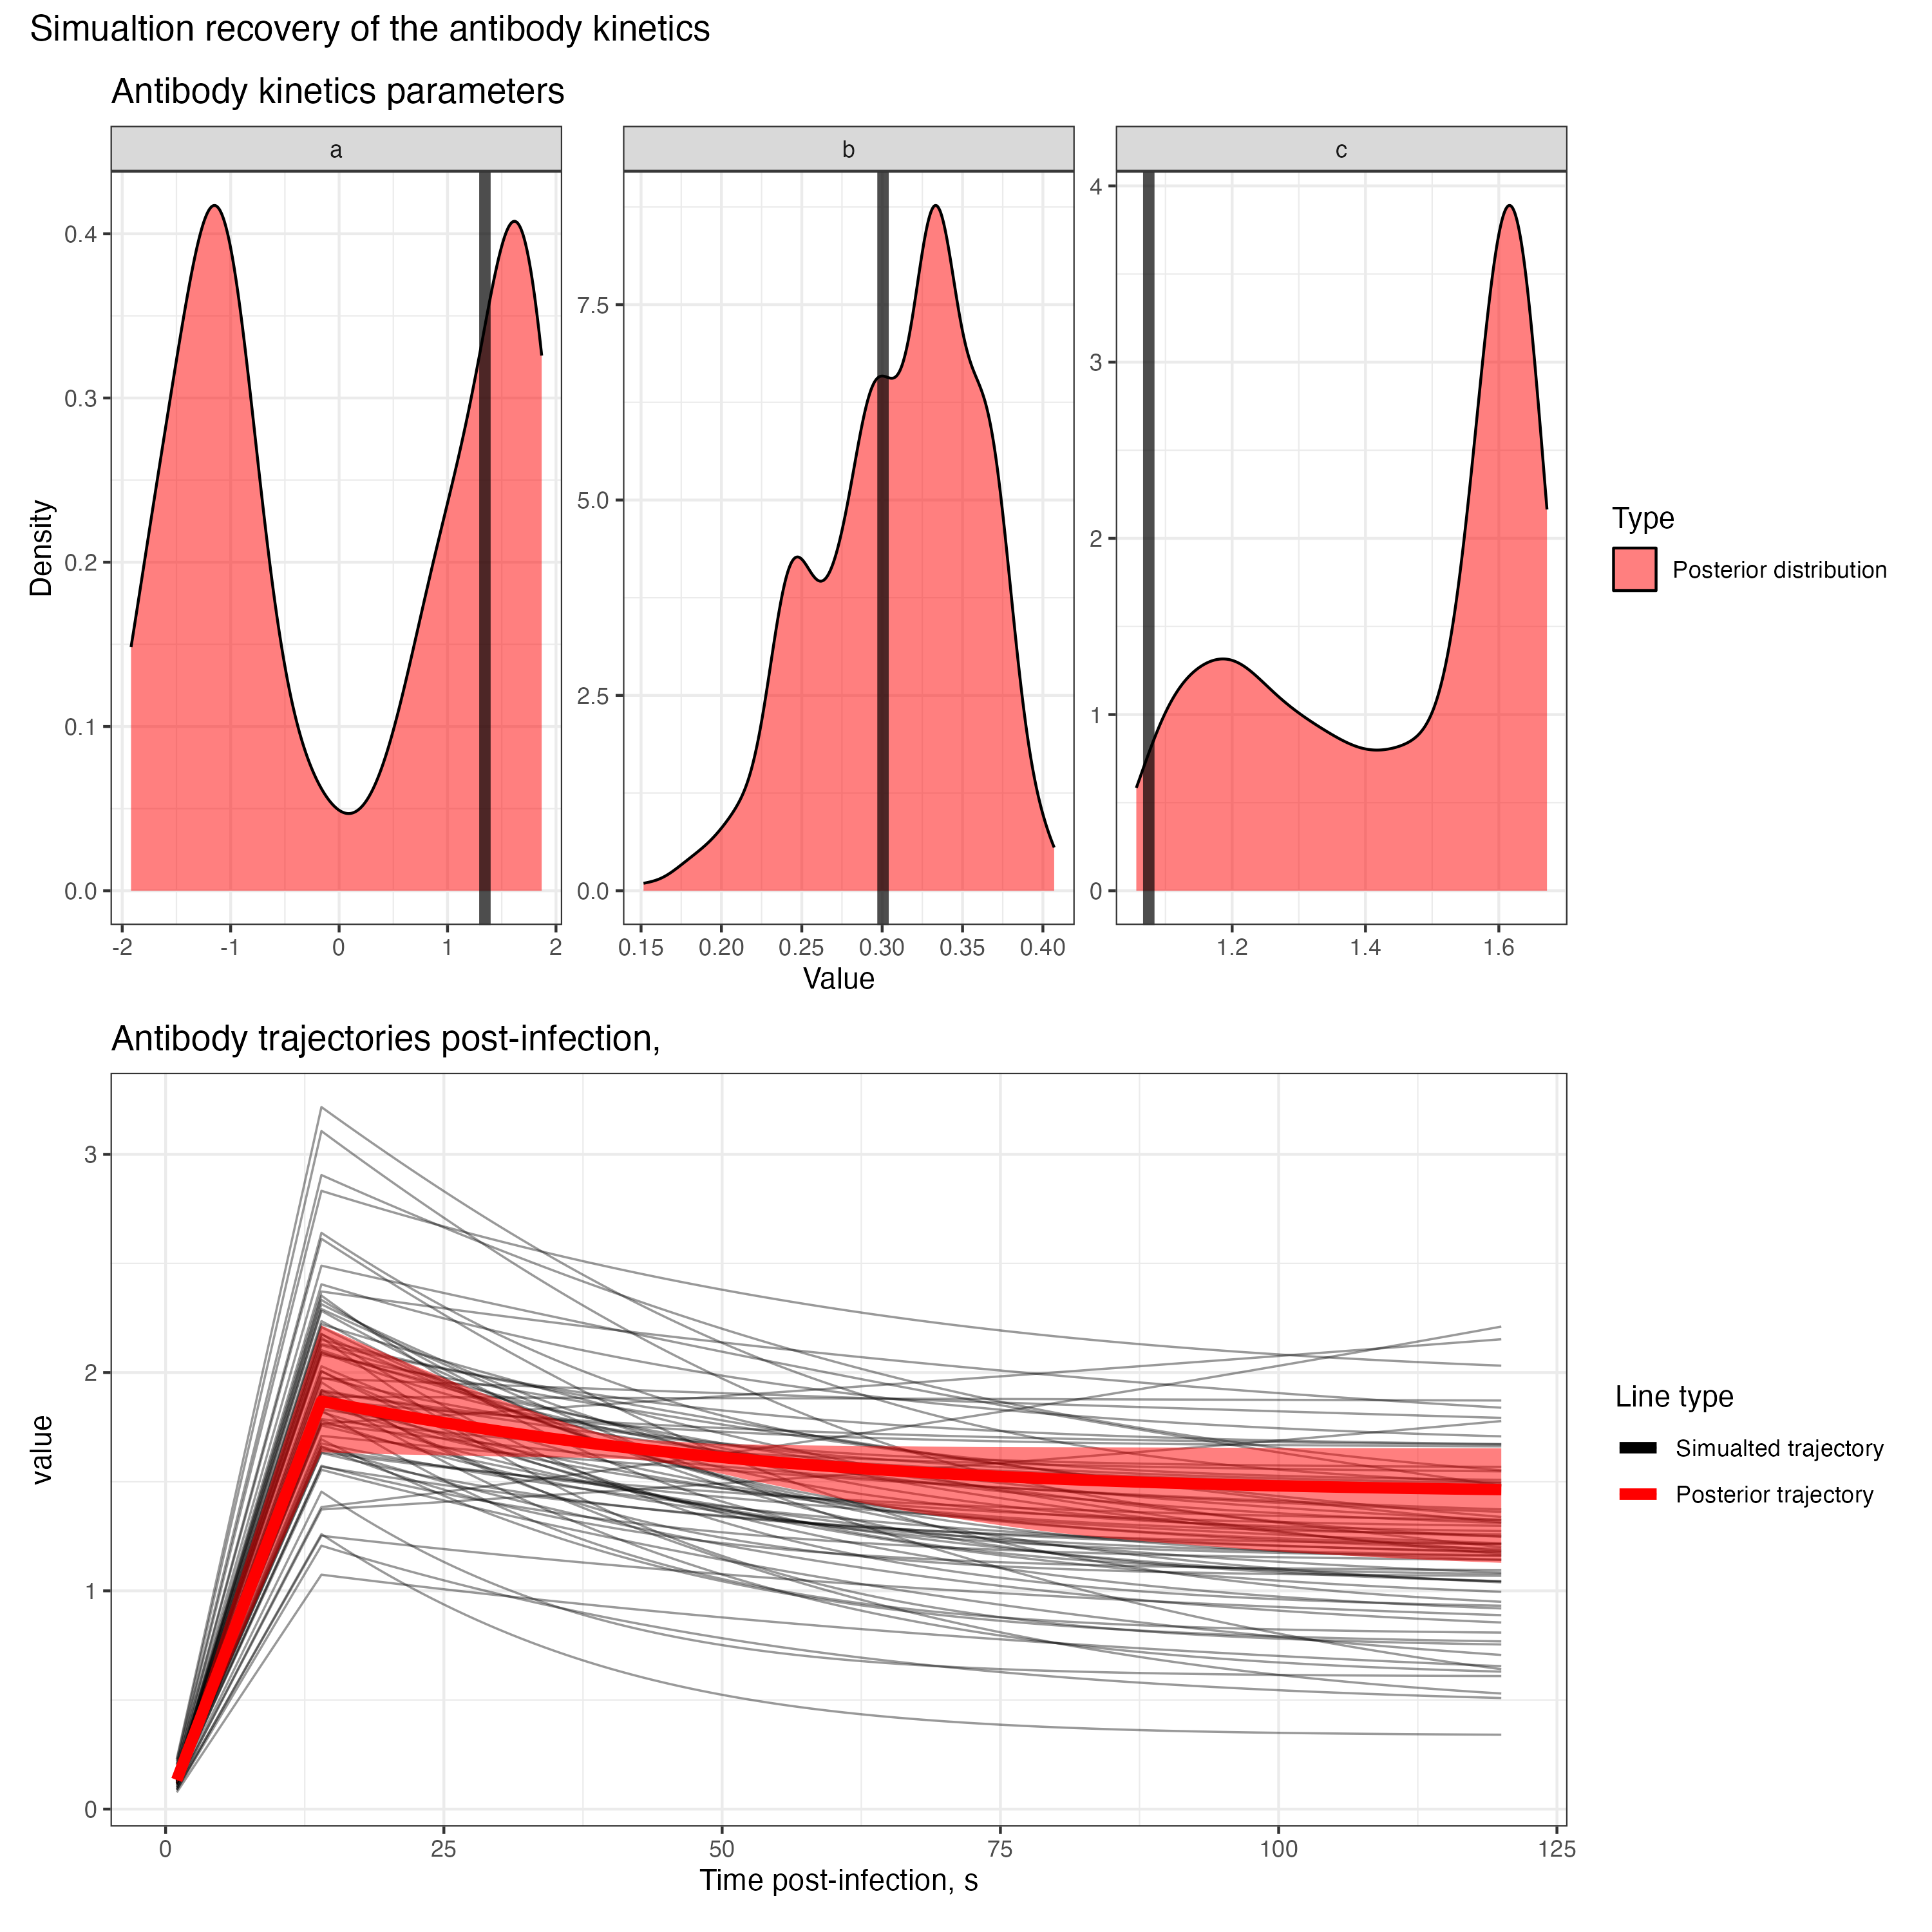 Simualtion recovery of the antibody kinetics
Antibody kinetics parameters
a
b
c
Density
0.4
0.3
0.2
0.1
0.0
-2
-1
0
1
2
7.5
5.0
2.5
0.0
0.15
0.20
0.25
0.30
0.35
0.40
4
3
2
1
0
1.2
1.4
1.6
Value
Type
Posterior distribution
Antibody trajectories post-infection,
value
3
2
1
0
0
25
50
75
100
125
Time post-infection, s
Line type
Simualted trajectory
Posterior trajectory